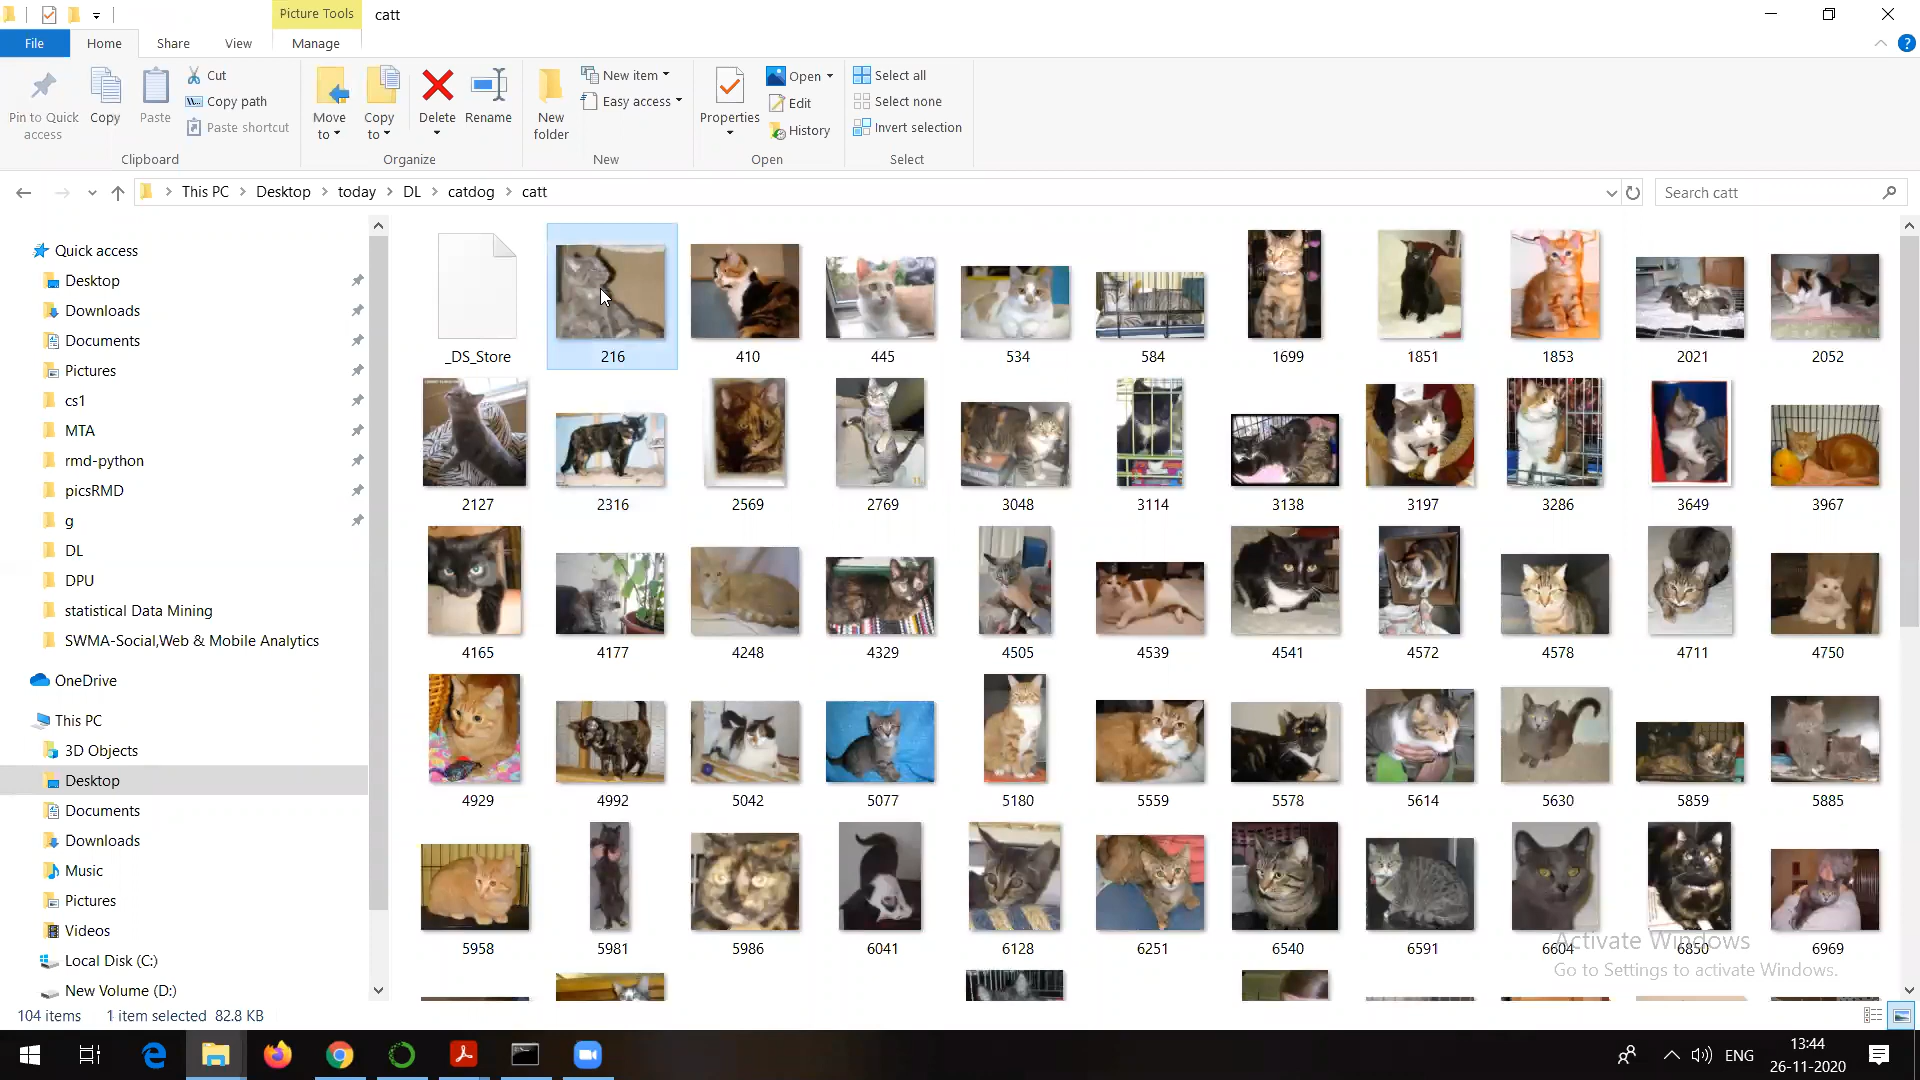 Picture Tools
catt
File
Home
Share
View
Manage
Pin to Quick
access
Copy
Paste
Cut
Copy path
Paste shortcut
Clipboard
Move
to
Copy
to
Delete
Rename
Organize
New
folder
New item
Easy access
New
Properties
Open
Edit
History
Open
Select all
Select none
Invert selection
Select
This PC > Desktop > today > DL > catdog > catt
Search catt
Quick access
Desktop
Downloads
Documents
Pictures
cs1
MTA
rmd-python
picsRMD
g
DL
DPU
statistical Data Mining
SWMA-Social,Web & Mobile Analytics
OneDrive
This PC
3D Objects
Desktop
Documents
Downloads
Music
Pictures
Videos
Local Disk (C:)
New Volume (D:)
_DS_Store 216 410 445 534 584 1699 1851 1853 2021 2052
2127 2316 2569 2769 3048 3114 3138 3197 3286 3649 3967
4165 4177 4248 4329 4505 4539 4541 4572 4578 4711 4750
4929 4992 5042 5077 5180 5559 5578 5614 5630 5859 5885
5958 5981 5986 6041 6128 6251 6540 6591 6604 6850 6969
Activate Windows
Go to Settings to activate Windows.
104 items 1 item selected 82.8 KB
ENG
13:44
26-11-2020